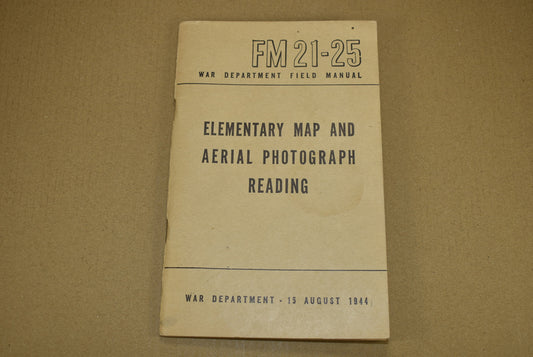 FM 21-25
WAR DEPARTMENT FIELD MANUAL
ELEMENTARY MAP AND
AERIAL PHOTOGRAPH
READING
WAR DEPARTMENT • 15 AUGUST 1944